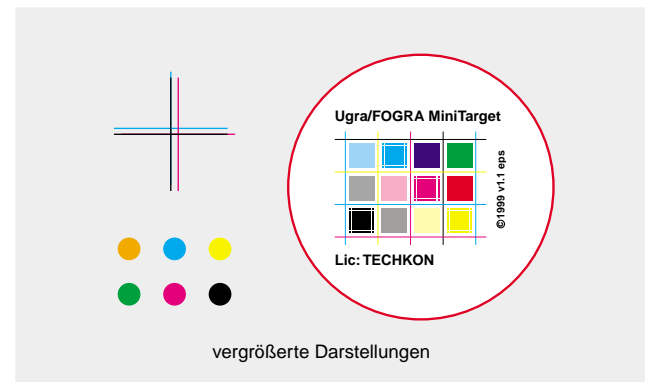 Ugra/FOGRA MiniTarget
©1999 v1.1 eps
Lic: TECHKON
vergrößerte Darstellungen